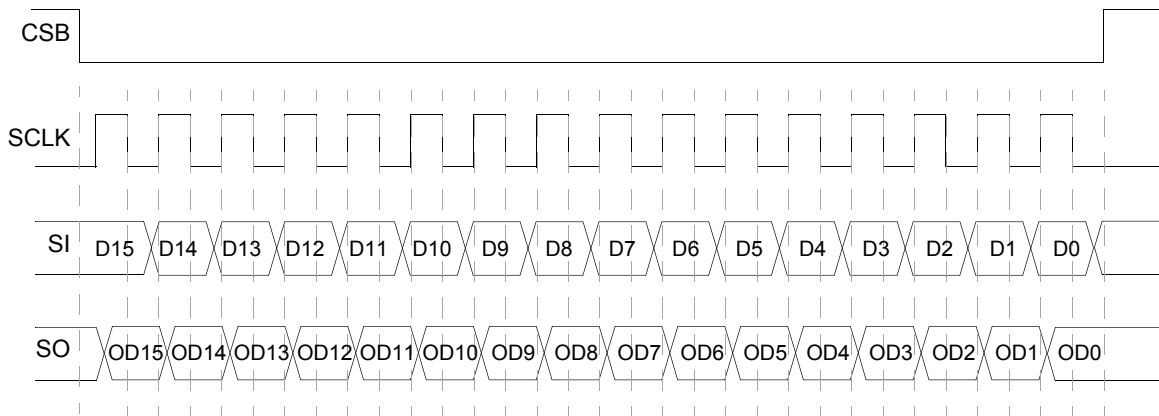 CSB
SCLK
SI D15 D14 D13 D12 D11 D10 D9 D8 D7 D6 D5 D4 D3 D2 D1 D0
SO OD15 OD14 OD13 OD12 OD11 OD10 OD9 OD8 OD7 OD6 OD5 OD4 OD3 OD2 OD1 OD0